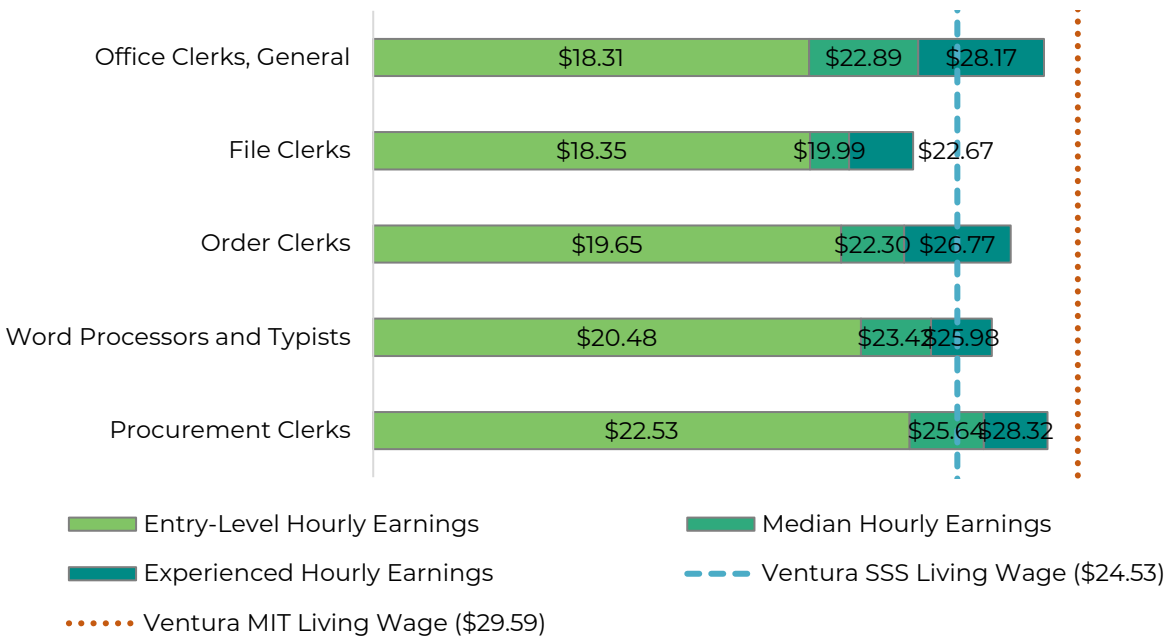 Office Clerks, General $18.31 $22.89 $28.17
File Clerks $18.35 $19.99 $22.67
Order Clerks $19.65 $22.30 $26.77
Word Processors and Typists $20.48 $23.42 $25.98
Procurement Clerks $22.53 $25.64 $28.32
Entry-Level Hourly Earnings Median Hourly Earnings
Experienced Hourly Earnings Ventura SSS Living Wage ($24.53)
Ventura MIT Living Wage ($29.59)